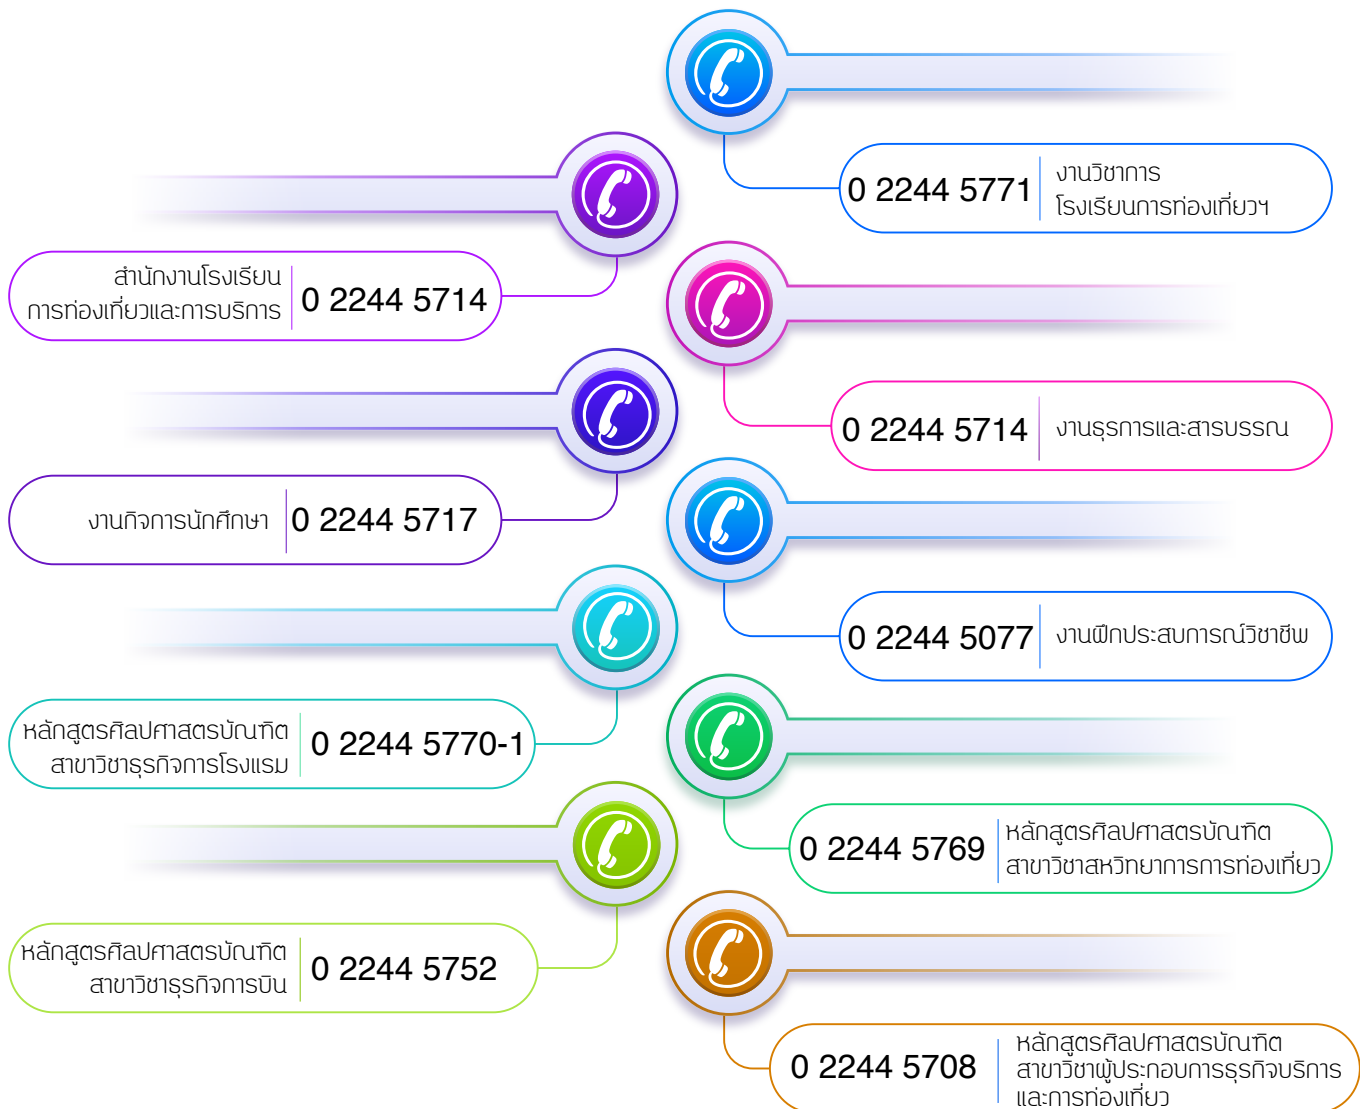 0 2244 5771
งานวิชาการ
โรงเรียนการท่องเที่ยวฯ
สำนักงานโรงเรียน
การท่องเที่ยวและการบริการ
0 2244 5714
0 2244 5714
งานธุรการและสารบรรณ
งานกิจการนักศึกษา
0 2244 5717
0 2244 5077
งานฝึกประสบการณ์วิชาชีพ
หลักสูตรศิลปศาสตรบัณฑิต
สาขาวิชาธุรกิจการโรงแรม
0 2244 5770-1
0 2244 5769
หลักสูตรศิลปศาสตรบัณฑิต
สาขาวิชาสหวิทยาการการท่องเที่ยว
หลักสูตรศิลปศาสตรบัณฑิต
สาขาวิชาธุรกิจการบิน
0 2244 5752
0 2244 5708
หลักสูตรศิลปศาสตรบัณฑิต
สาขาวิชาผู้ประกอบการธุรกิจบริการ
และการท่องเที่ยว